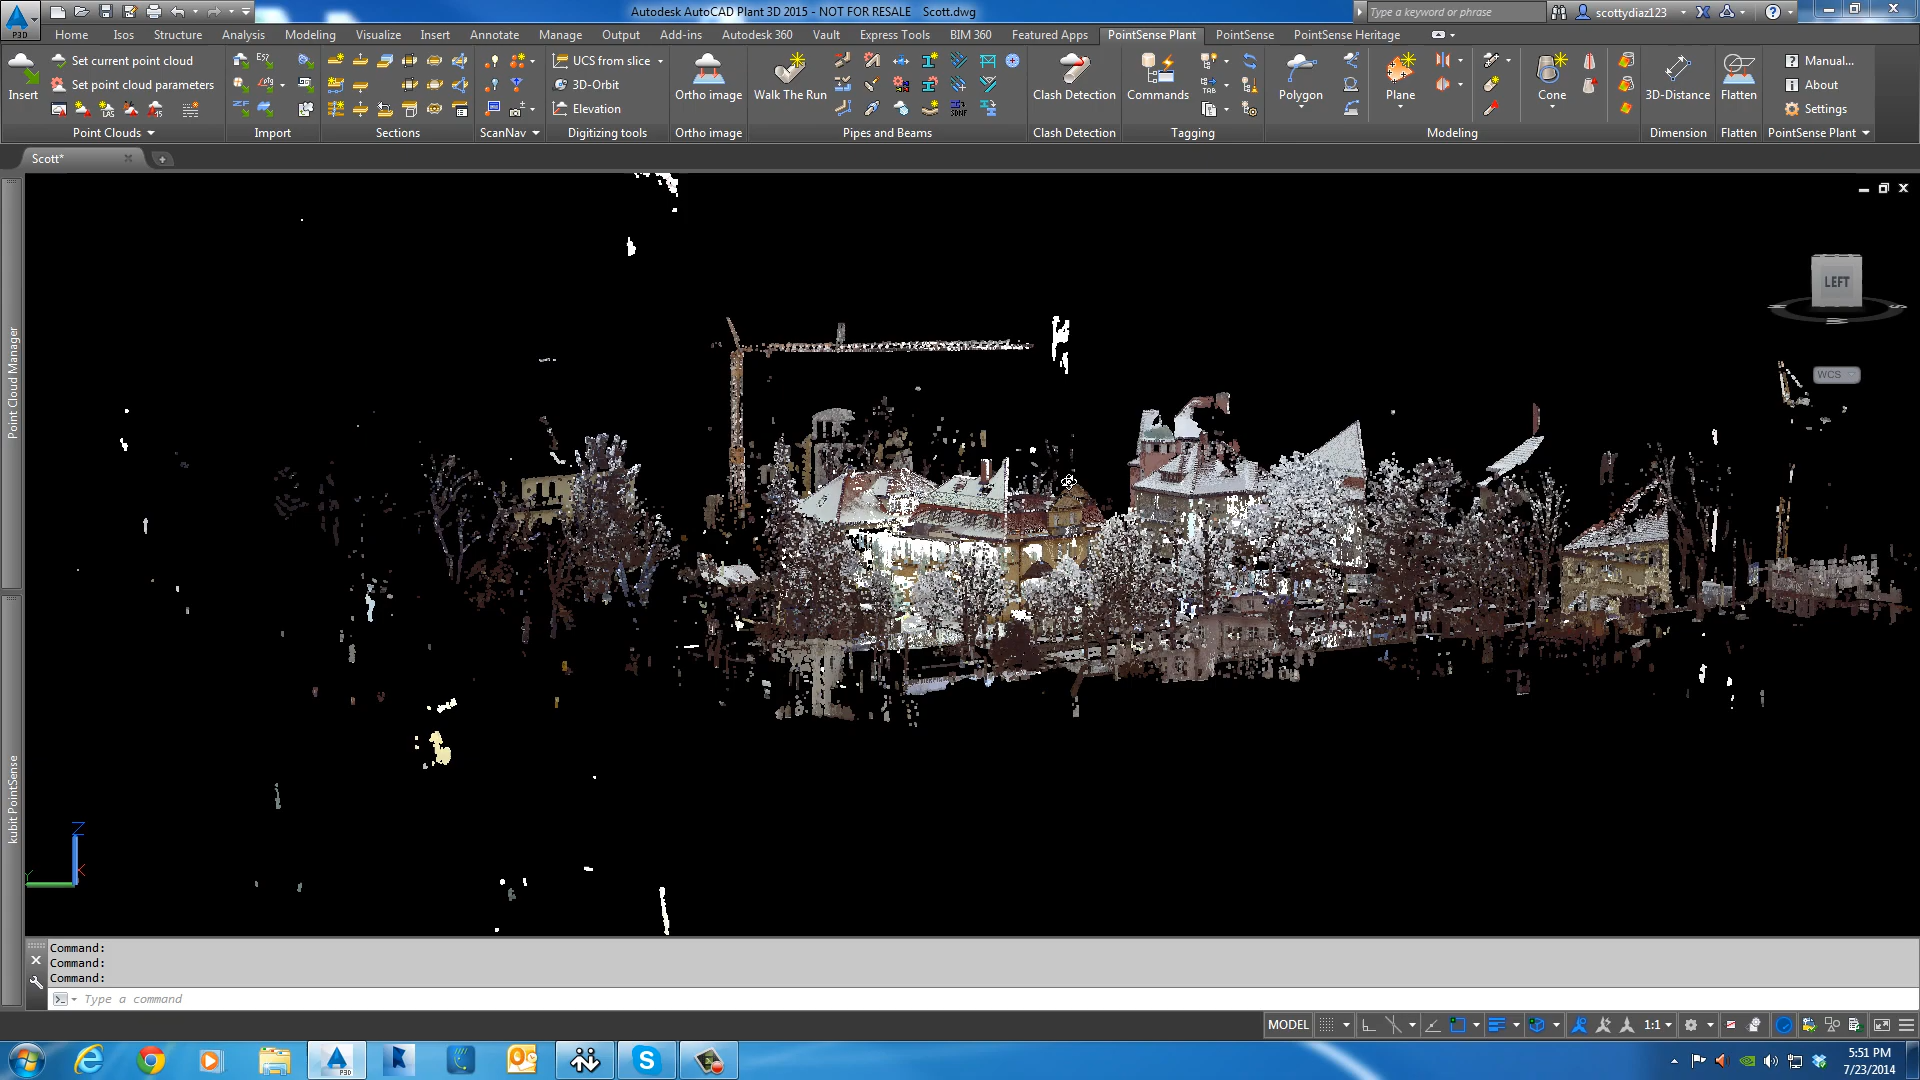 Autodesk AutoCAD Plant 3D 2015 - NOT FOR RESALE Scott.dwg
Type a keyword or phrase
scottydiaz123
P3D
Home Isos Structure Analysis Modeling Visualize Insert Annotate Manage Output Add-ins Autodesk 360 Vault Express Tools BIM 360 Featured Apps PointSense Plant PointSense PointSense Heritage
Set current point cloud
Set point cloud parameters
Insert
UCS from slice
3D-Orbit
Elevation
Ortho image
Walk The Run
Clash Detection
Commands
Polygon
Plane
Cone
3D-Distance
Flatten
Manual...
About
Settings
Point Clouds
Import
Sections
ScanNav
Digitizing tools
Ortho image
Pipes and Beams
Clash Detection
Tagging
Modeling
Dimension
Flatten
PointSense Plant
Scott*
Point Cloud Manager
kubit PointSense
LEFT
WCS
Z
Y
X
Command:
Command:
Command:
Type a command
MODEL
1:1
P3D
5:51 PM
7/23/2014